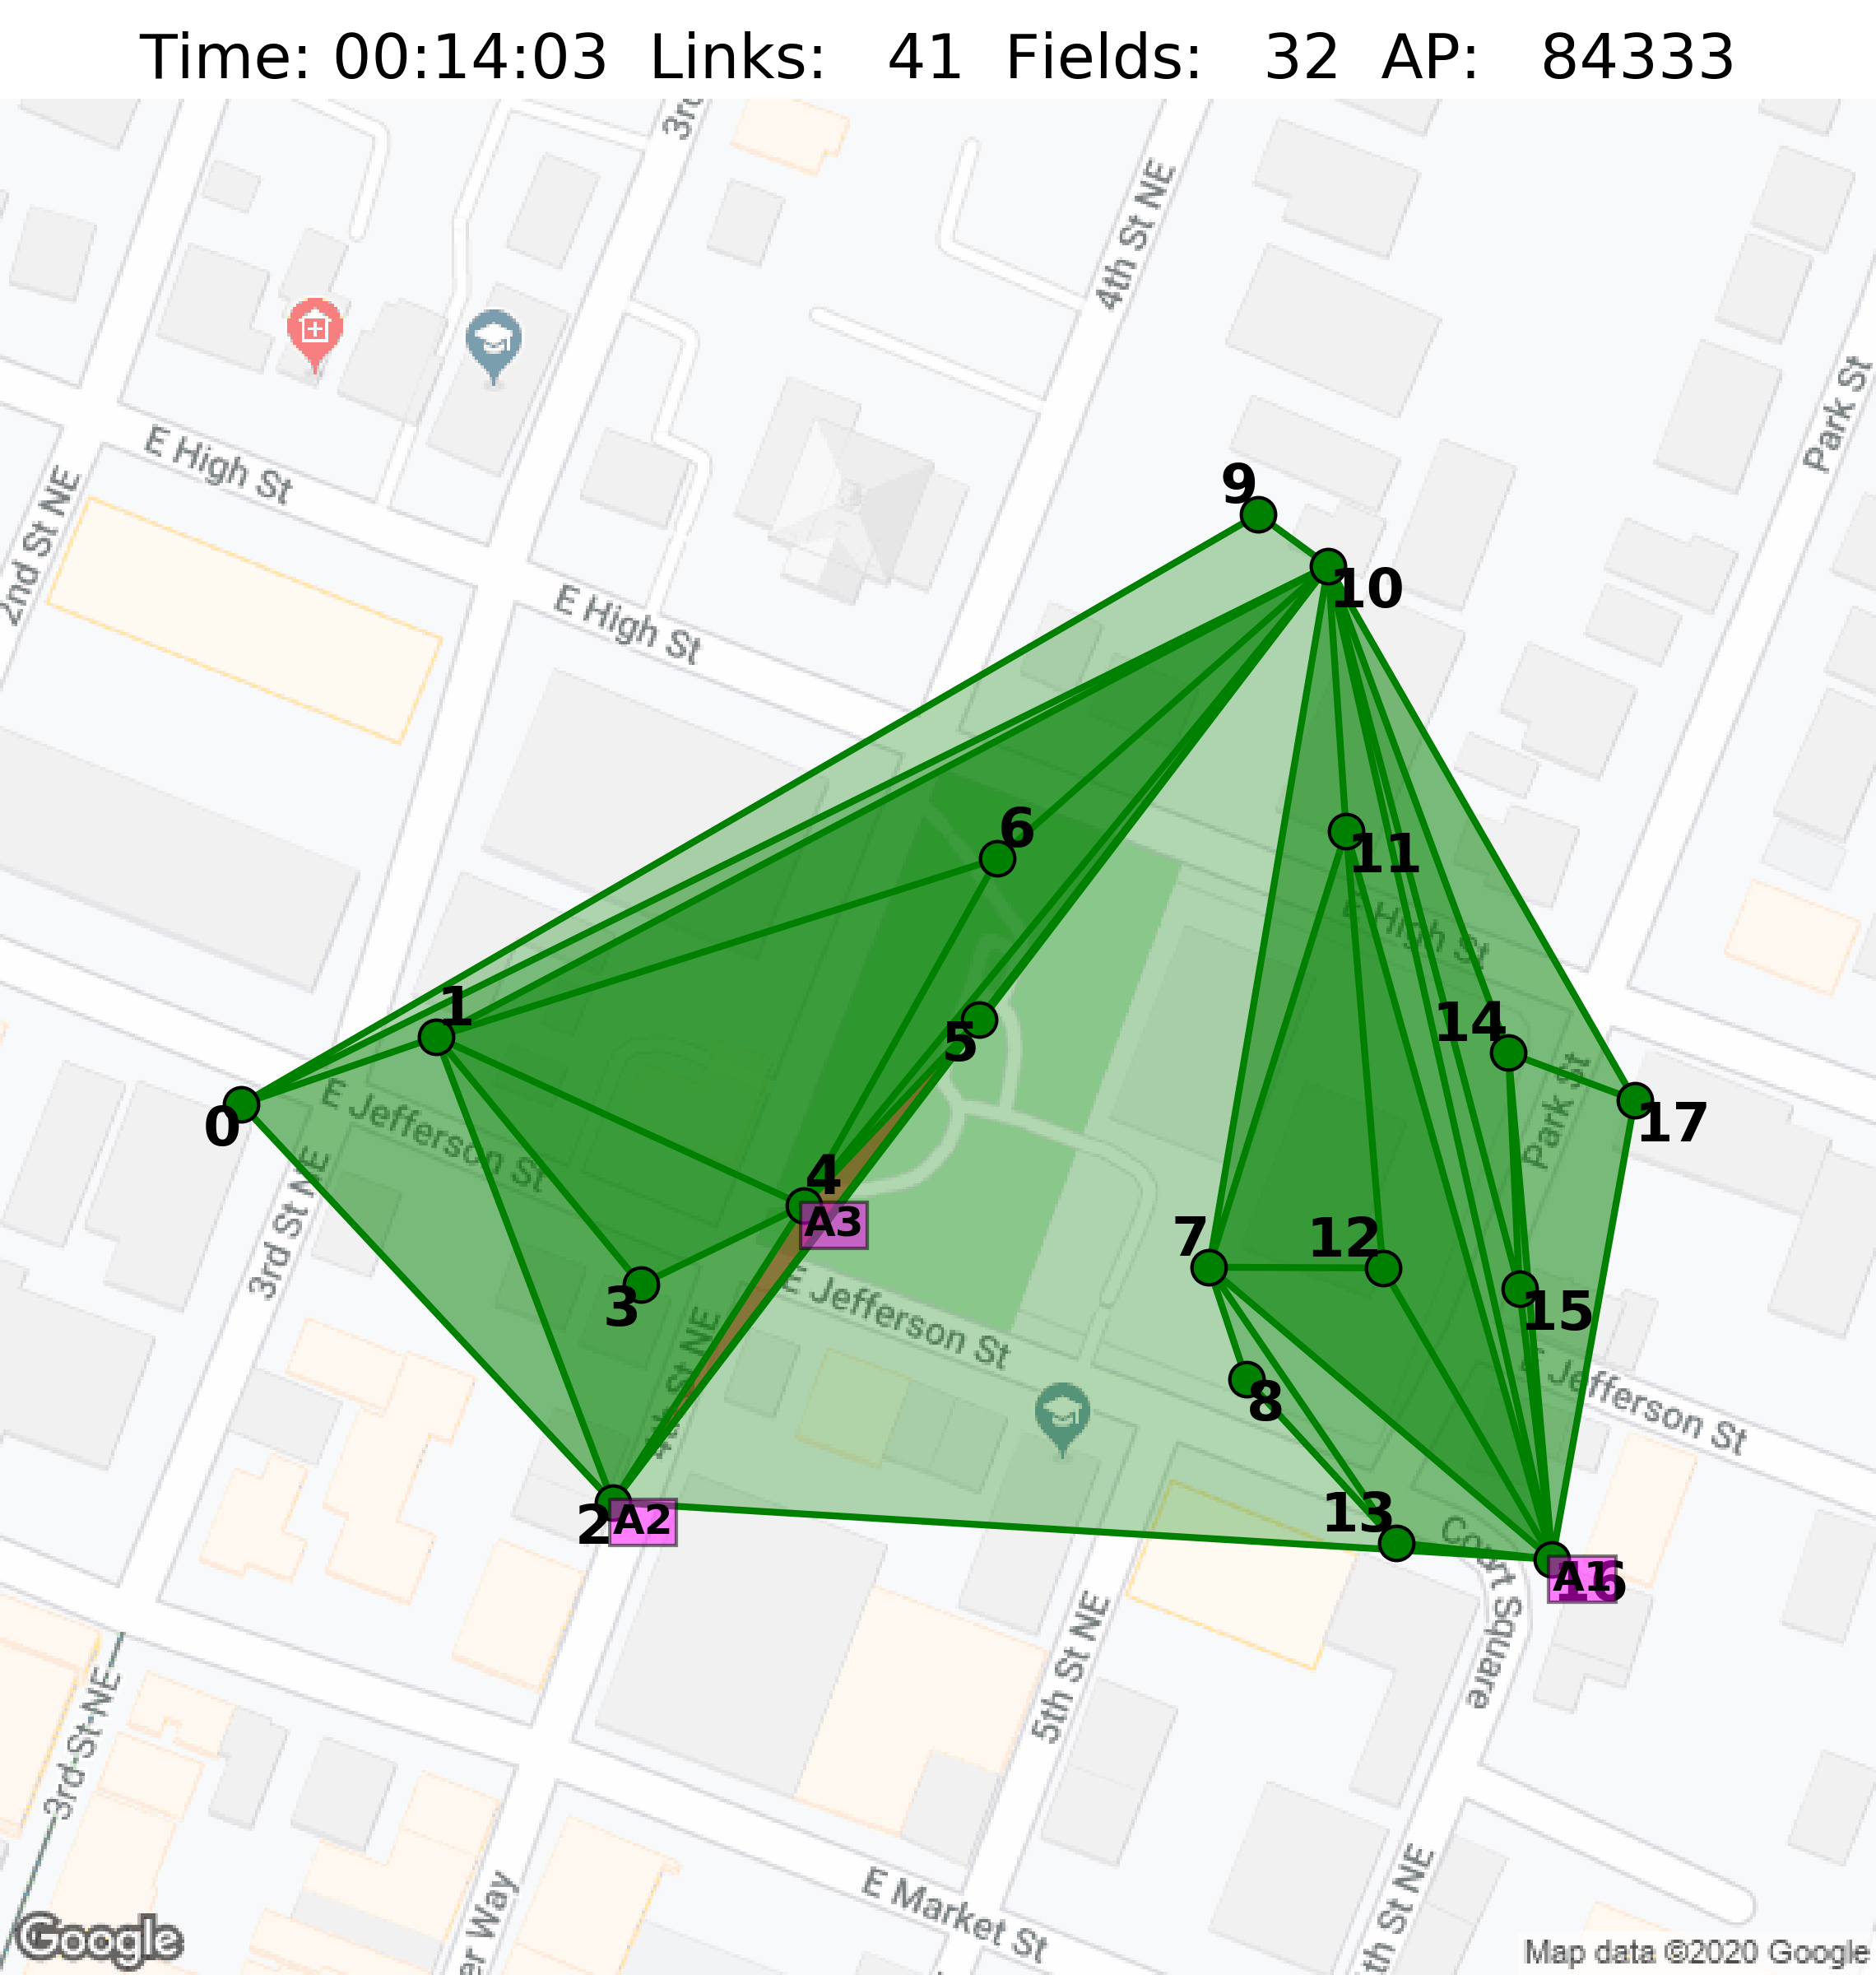 Time: 00:14:03 Links: 41 Fields: 32 AP: 84333
3rd
4th St NE
Park St
E High St
2nd St NE
9
10
E High St
6
11
E High St
1
14
5
Park St
0
E Jefferson St
17
3rd St NE
4
A3
7
12
3
E Jefferson St
15
4th St NE
E Jefferson St
8
2
A2
13
Court Square
A1
16
5th St NE
3rd St NE
E Market St
er Way
th St NE
Google
Map data ©2020 Google